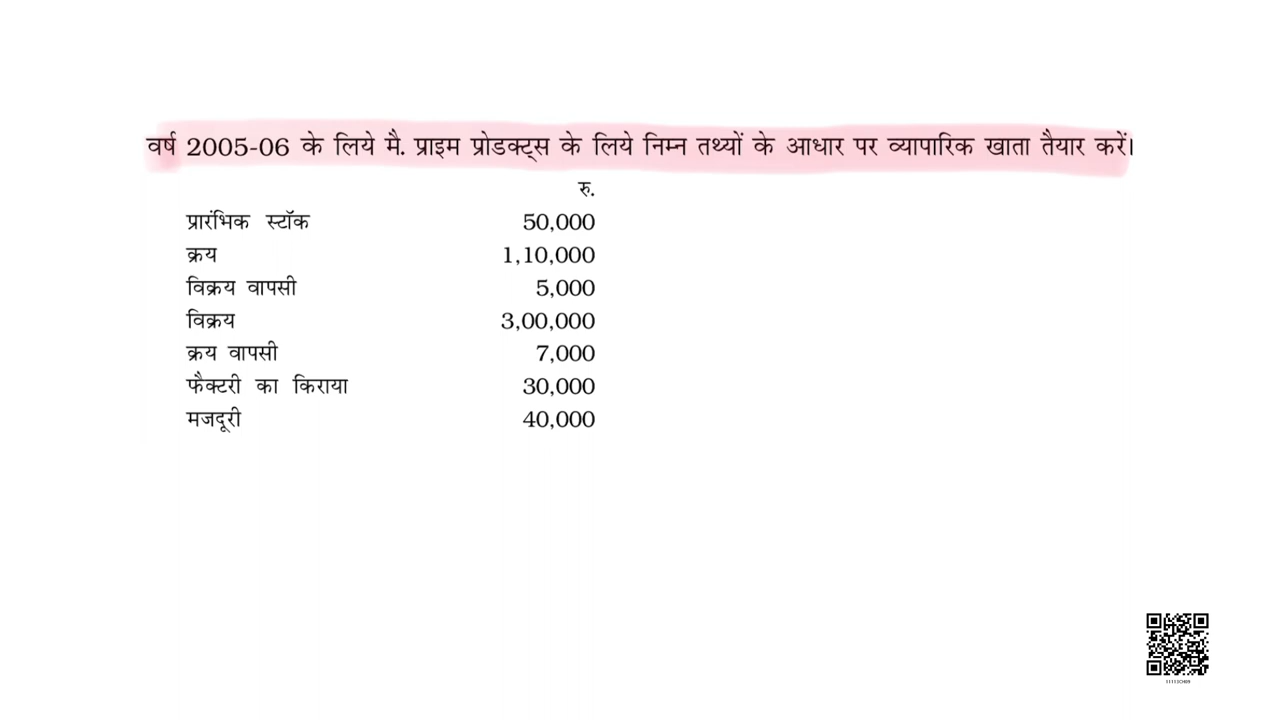 वर्ष 2005-06 के लिये मै. प्राइम प्रोडक्ट्स के लिये निम्न तथ्यों के आधार पर व्यापारिक खाता तैयार करें।
रु.
प्रारंभिक स्टॉक 50,000
क्रय 1,10,000
विक्रय वापसी 5,000
विक्रय 3,00,000
क्रय वापसी 7,000
फैक्टरी का किराया 30,000
मजदूरी 40,000